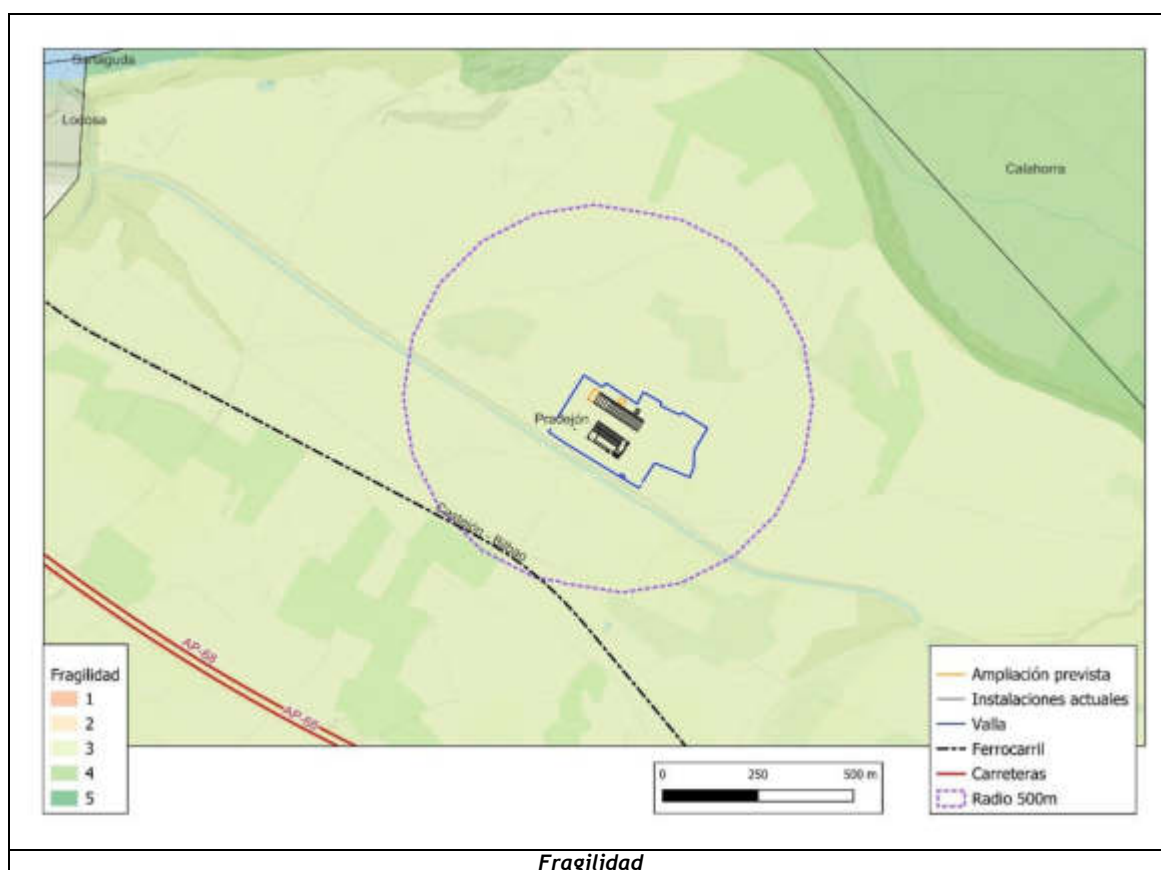 Sartaguda
Lodosa
Calahorra
Pradejón
Castejón - Bilbao
AP-68
AP-68
Fragilidad
1
2
3
4
5
Ampliación prevista
Instalaciones actuales
Valla
Ferrocarril
Carreteras
Radio 500m
0 250 500 m
Fragilidad